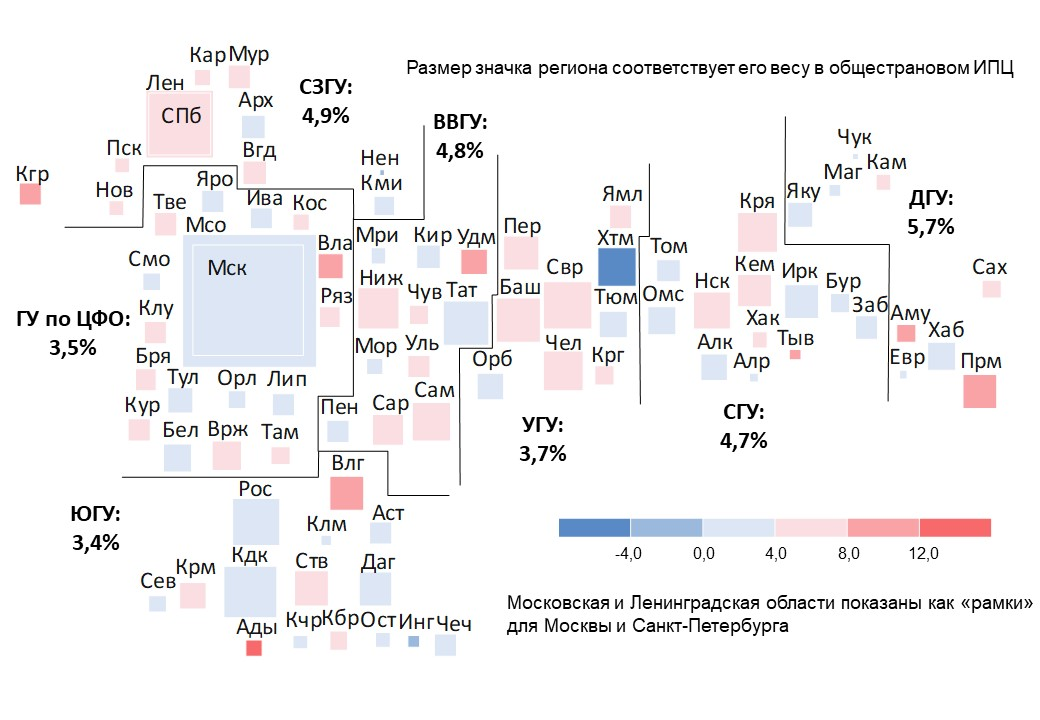 Кар Мур
Размер значка региона соответствует его весу в общестрановом ИПЦ
Лен
СЗГУ:
4,9%
СПб
Арх
ВВГУ:
4,8%
Чук
Пск
Вгд
Нен
Маг
Кам
Кгр
Яро
Кми
Нов
Ива
Кос
Яку
ДГУ:
5,7%
Тве
Ямл
Кря
Мсо
Мри
Кир
Удм
Пер
Хтм
Том
Вла
Смо
Мск
Свр
Кем
Ирк
Бур
Сах
Ниж
Баш
Нск
Клу
Ряз
Чув
Тат
Тюм
Омс
Заб
ГУ по ЦФО:
3,5%
Хак
Аму
Хаб
Бря
Мор
Уль
Орб
Чел
Крг
Алк
Алр
Тыв
Евр
Прм
Тул
Орл
Лип
Сам
Кур
Пен
Сар
УГУ:
3,7%
СГУ:
4,7%
Бел
Врж
Там
Влг
Рос
ЮГУ:
3,4%
Клм
Аст
-4,0
0,0
4,0
8,0
12,0
Кдк
Ств
Даг
Сев
Крм
Московская и Ленинградская области показаны как «рамки»
для Москвы и Санкт-Петербурга
Ады
Кчр
Кбр
Ост
Инг
Чеч